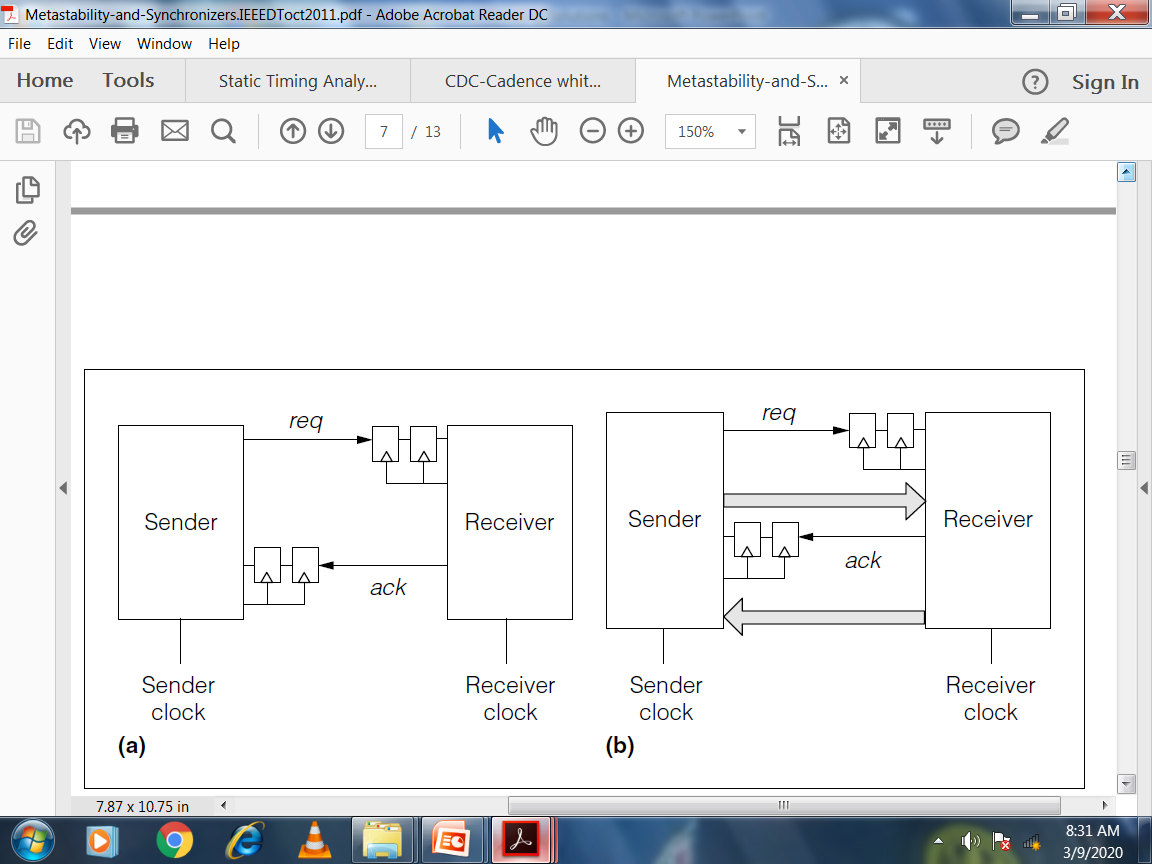 Metastability-and-Synchronizers.IEEEDToct2011.pdf - Adobe Acrobat Reader DC
File Edit View Window Help
Home Tools Static Timing Analy... CDC-Cadence whit... Metastability-and-S... × ? Sign In
7 / 13 150%
req
Sender
Receiver
ack
Sender
clock
Receiver
clock
(a)
req
Sender
Receiver
ack
Sender
clock
Receiver
clock
(b)
7.87 x 10.75 in
8:31 AM
3/9/2020